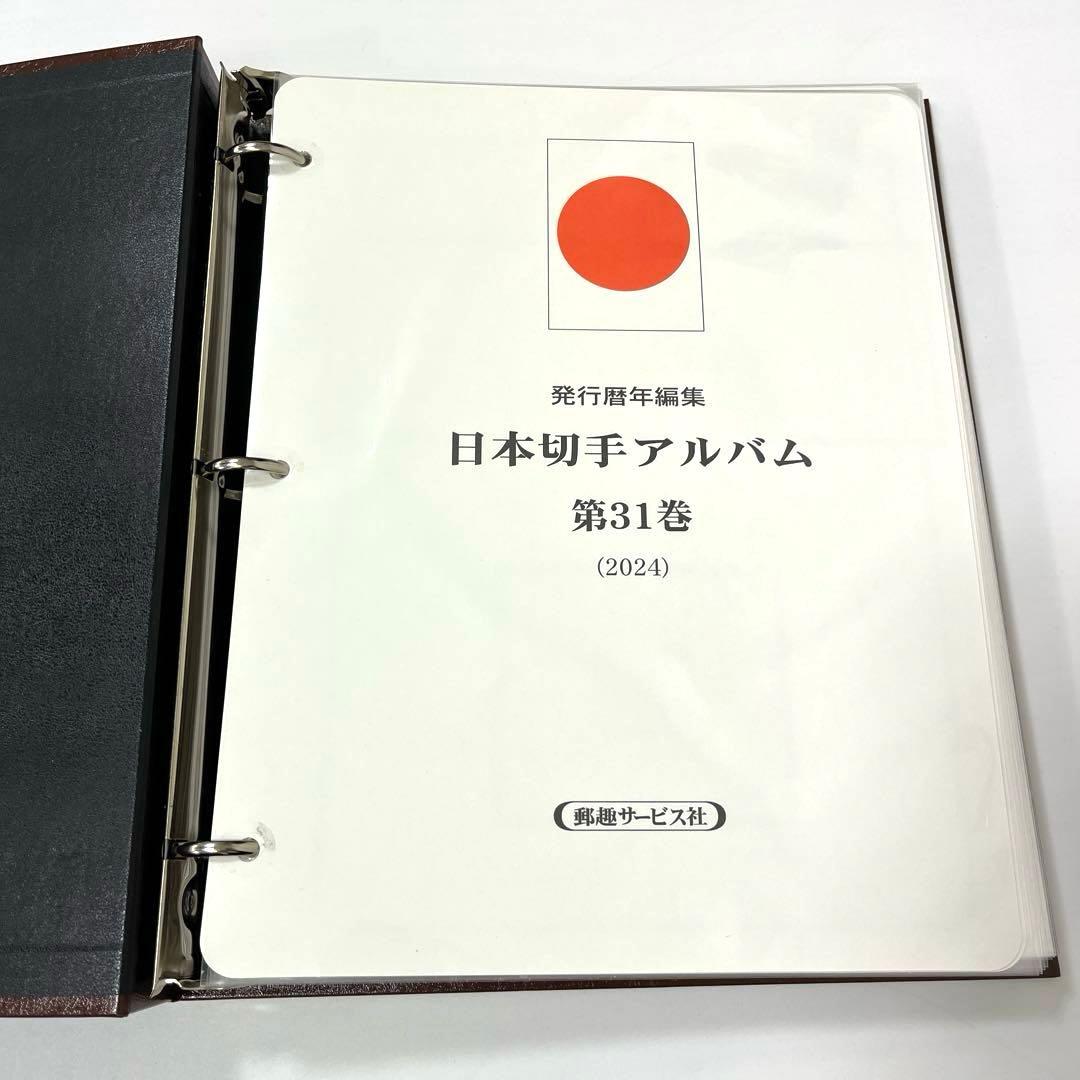 発行暦年編集
日本切手アルバム
第31巻
(2024)
郵趣サービス社